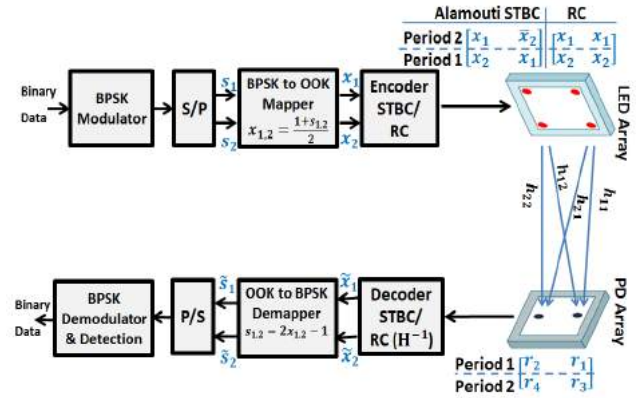 Alamouti STBC RC
Period 2 [x₁ x̄₂] [x₁ x₁]
Period 1 [x₂ x₁] [x₂ x₂]
Binary
Data
BPSK
Modulator
S/P
s₁
s₂
BPSK to OOK
Mapper
x₁,₂ = (1+s₁,₂)/2
x₁
x₂
Encoder
STBC/
RC
LED Array
h₂₂
h₁₂
h₂₁
h₁₁
Binary
Data
BPSK
Demodulator
& Detection
P/S
s̃₁
s̃₂
OOK to BPSK
Demapper
s₁.₂ = 2x₁.₂ − 1
x̃₁
x̃₂
Decoder
STBC/
RC (H⁻¹)
PD Array
Period 1 [r₂ r₁]
Period 2 [r₄ r₃]